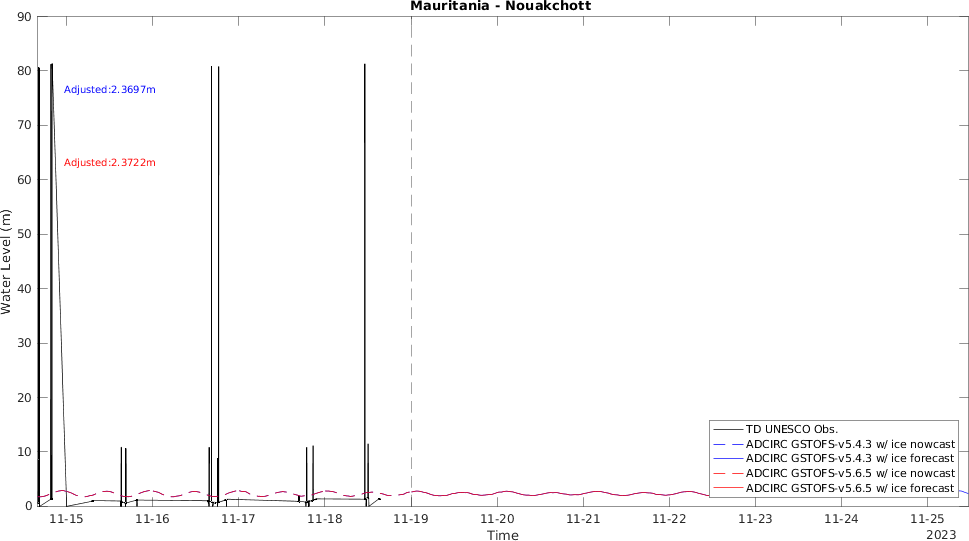 Mauritania - Nouakchott
90
80
70
60
50
40
30
20
10
0
Water Level (m)
Adjusted:2.3697m
Adjusted:2.3722m
TD UNESCO Obs.
ADCIRC GSTOFS-v5.4.3 w/ ice nowcast
ADCIRC GSTOFS-v5.4.3 w/ ice forecast
ADCIRC GSTOFS-v5.6.5 w/ ice nowcast
ADCIRC GSTOFS-v5.6.5 w/ ice forecast
11-15 11-16 11-17 11-18 11-19 11-20 11-21 11-22 11-23 11-24 11-25
Time
2023